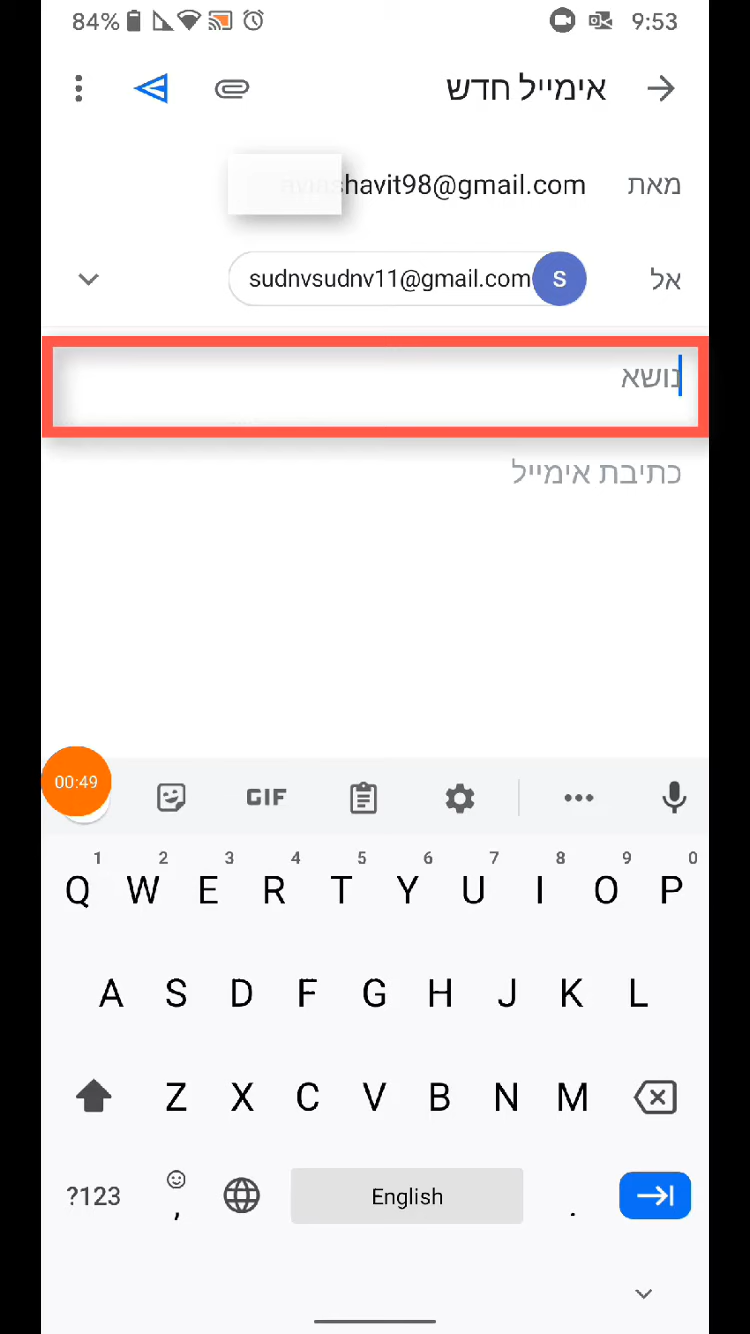 84% 9:53
אימייל חדש
מאת havit98@gmail.com
אל S sudnvsudnv11@gmail.com
נושא
כתיבת אימייל
00:49 GIF
1 2 3 4 5 6 7 8 9 0
Q W E R T Y U I O P
A S D F G H J K L
Z X C V B N M
?123 , English .